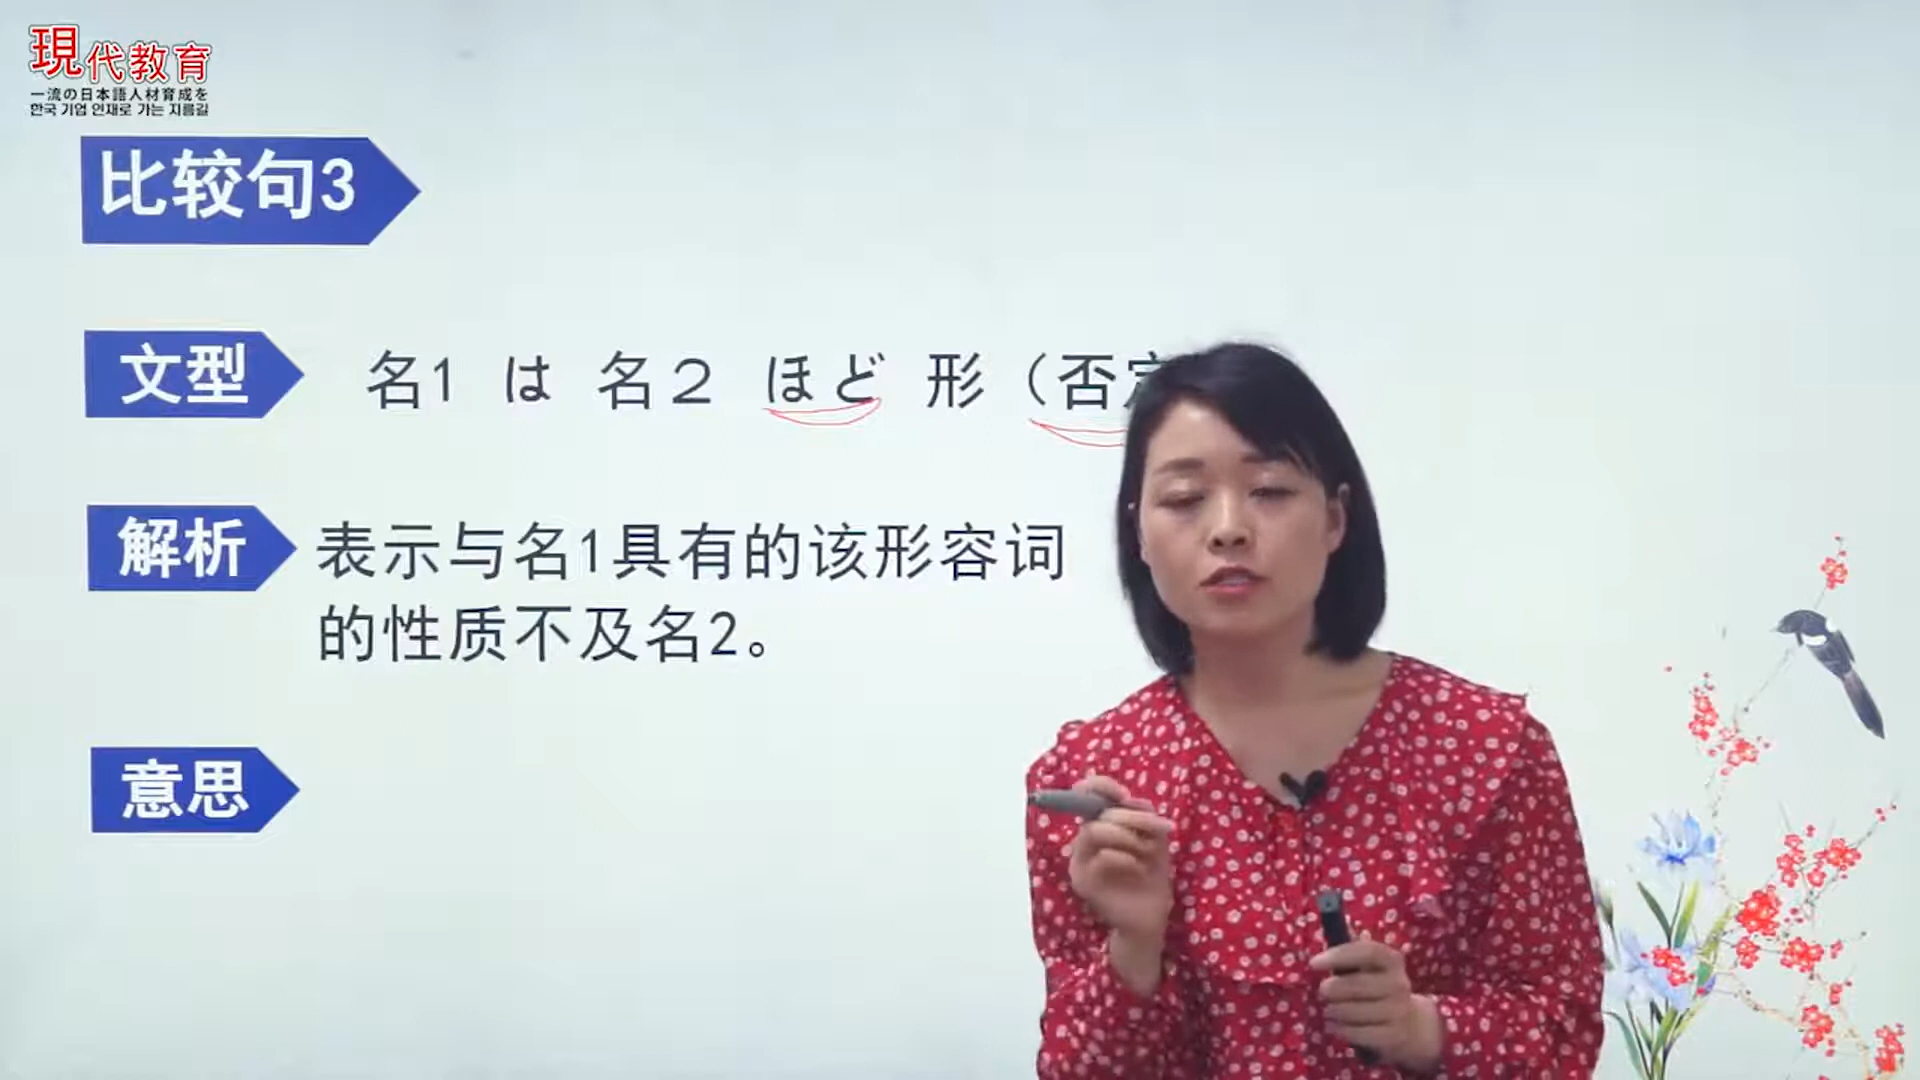 現代教育
一流の日本語人材育成を
한국 기업 인재로 가는 지름길
比较句3
文型
名1 は 名２ ほど 形（否定
解析
表示与名1具有的该形容词
的性质不及名2。
意思